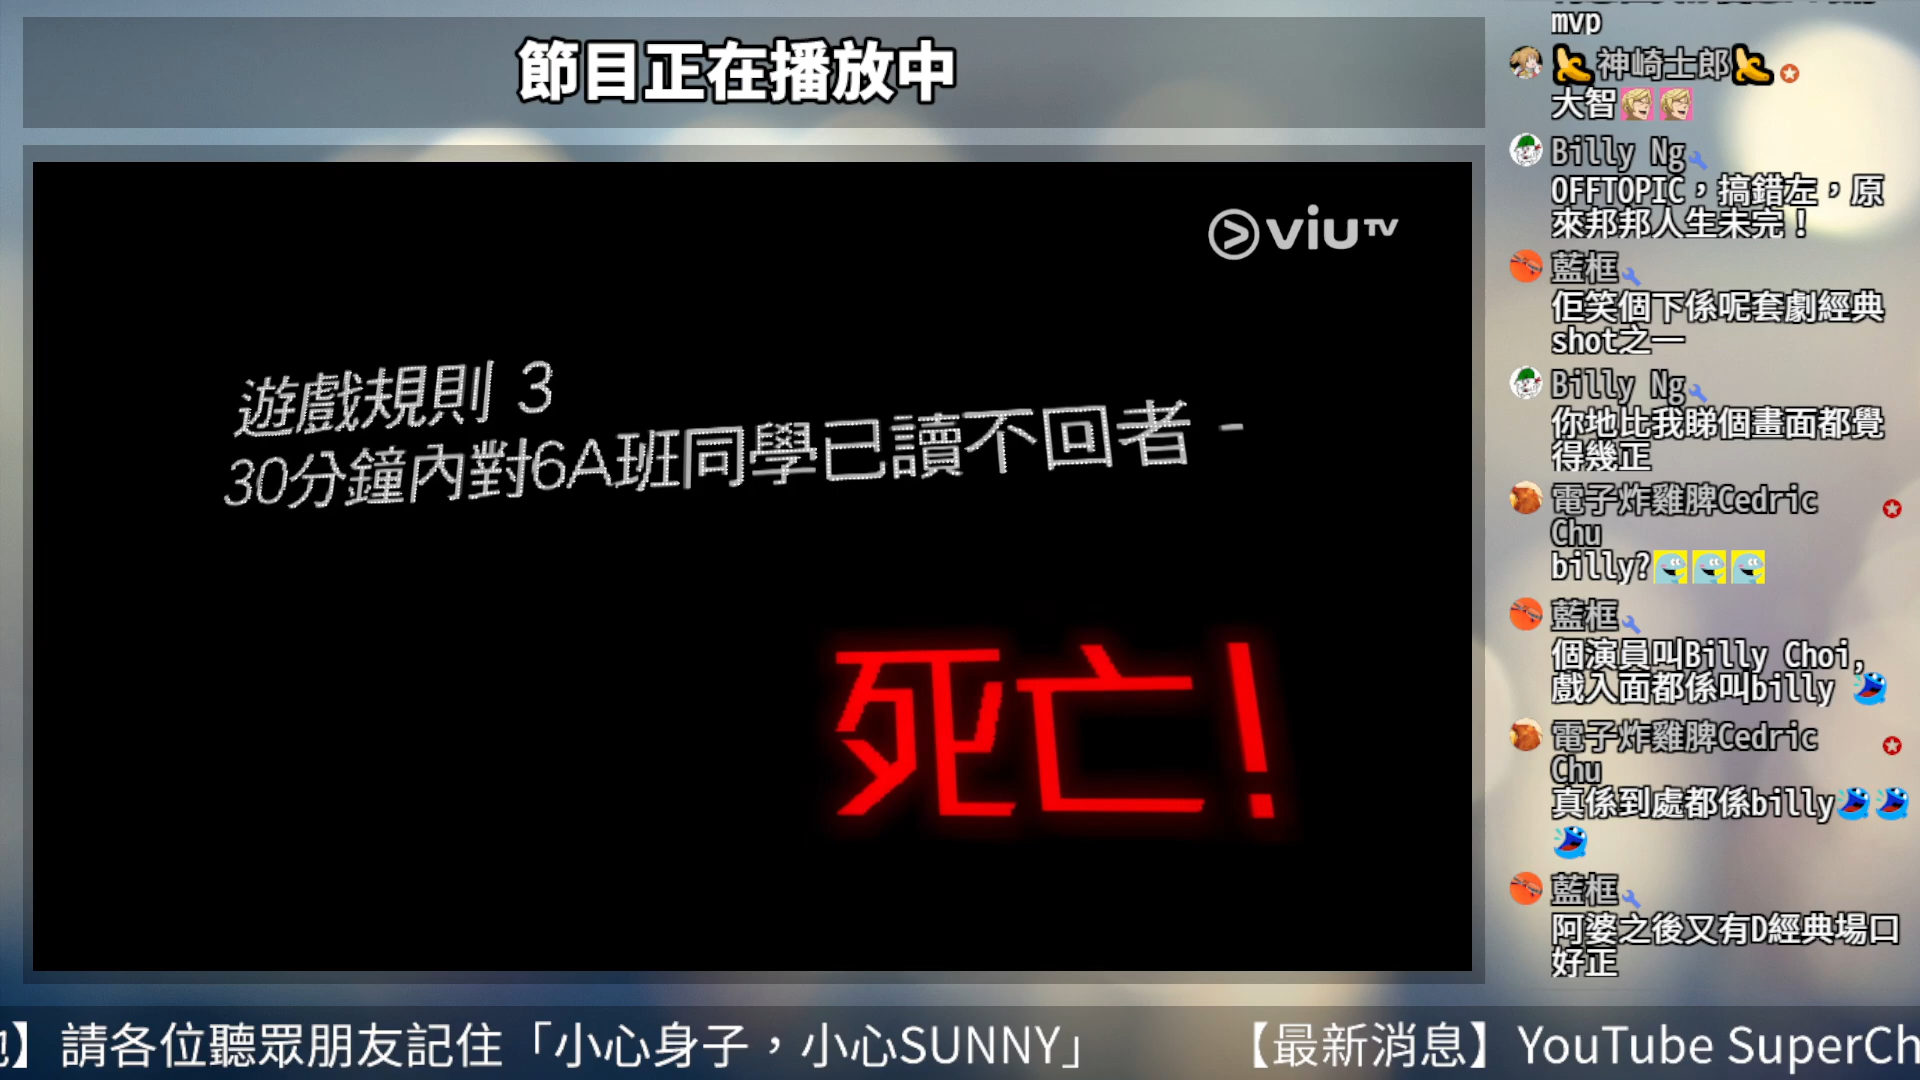 節目正在播放中
viuTV
遊戲規則 3
30分鐘內對6A班同學已讀不回者 -
死亡!
mvp
神崎士郎
大智
Billy Ng
OFFTOPIC，搞錯左，原
來邦邦人生未完！
藍框
佢笑個下係呢套劇經典
shot之一
Billy Ng
你地比我睇個畫面都覺
得幾正
電子炸雞脾Cedric
Chu
billy?
藍框
個演員叫Billy Choi,
戲入面都係叫billy
電子炸雞脾Cedric
Chu
真係到處都係billy
藍框
阿婆之後又有D經典場口
好正
】 請各位聽眾朋友記住「小心身子，小心SUNNY」 【最新消息】 YouTube SuperCh